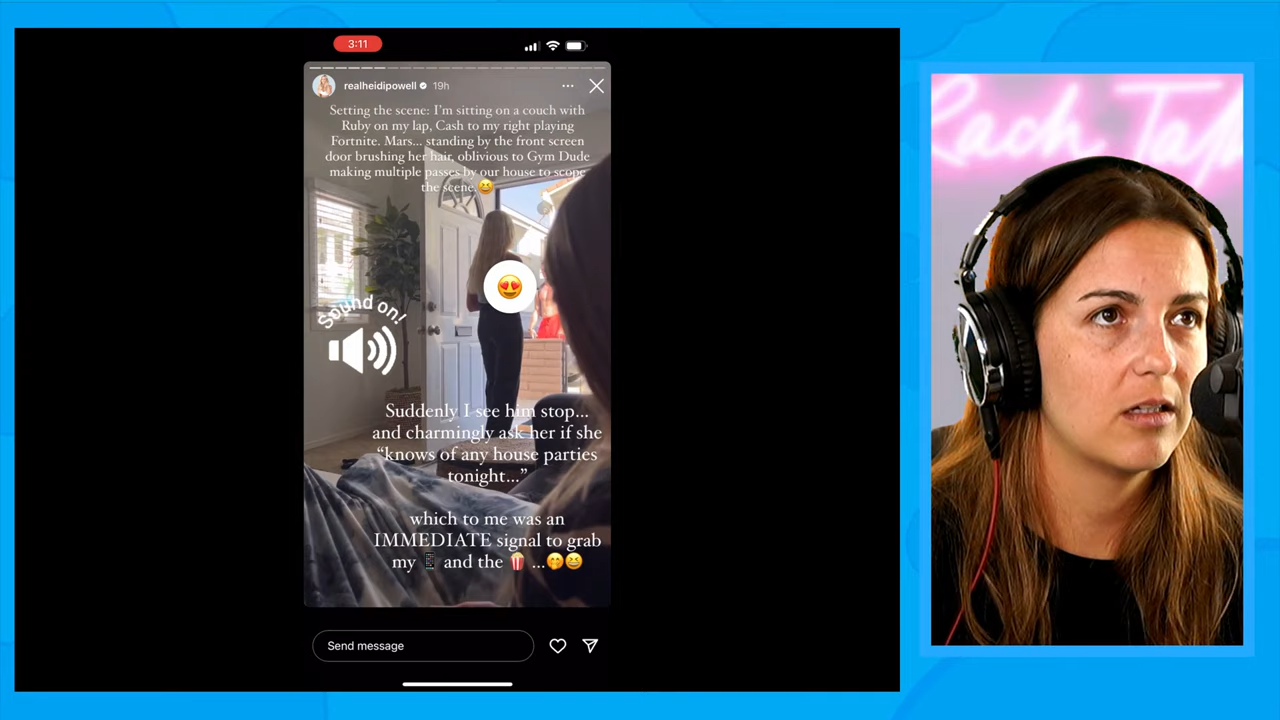 3:11
realheidipowell 19h
Setting the scene: I'm sitting on a couch with
Ruby on my lap, Cash to my right playing
Fortnite. Mars... standing by the front screen
door brushing her hair, oblivious to Gym Dude
making multiple passes by our house to scope
the scene. 😆
Sound on!
Suddenly I see him stop...
and charmingly ask her if she
“knows of any house parties
tonight...”
which to me was an
IMMEDIATE signal to grab
my 📱 and the 🍿 ...🤭😆
Send message
Rach Talk